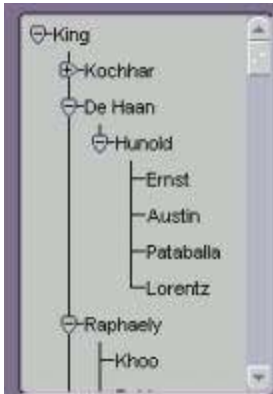 King
Kochhar
De Haan
Hunold
Ernst
Austin
Pataballa
Lorentz
Raphaely
Khoo